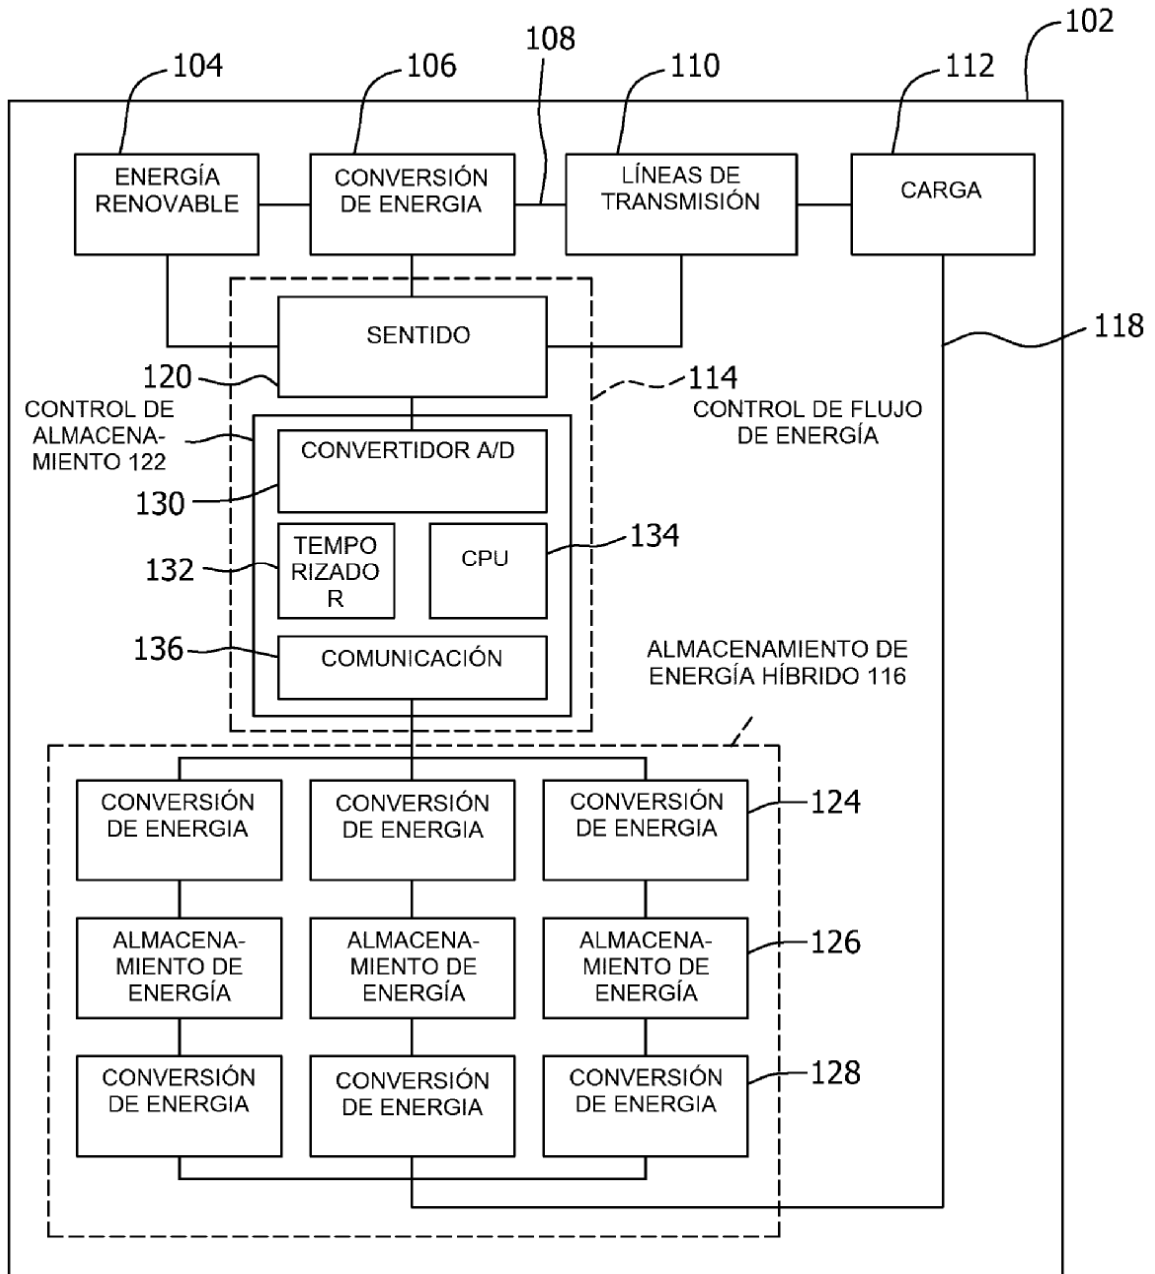 102
108
104
106
110
112
ENERGÍA
RENOVABLE
CONVERSIÓN
DE ENERGIA
LÍNEAS DE
TRANSMISIÓN
CARGA
SENTIDO
118
120
114
CONTROL DE
ALMACENA-
MIENTO 122
CONTROL DE FLUJO
DE ENERGÍA
CONVERTIDOR A/D
130
TEMPO
RIZADO
R
132
CPU
134
136
COMUNICACIÓN
ALMACENAMIENTO DE
ENERGÍA HÍBRIDO 116
CONVERSIÓN
DE ENERGIA
CONVERSIÓN
DE ENERGIA
CONVERSIÓN
DE ENERGIA
124
ALMACENA-
MIENTO DE
ENERGÍA
ALMACENA-
MIENTO DE
ENERGÍA
ALMACENA-
MIENTO DE
ENERGÍA
126
CONVERSIÓN
DE ENERGIA
CONVERSIÓN
DE ENERGIA
CONVERSIÓN
DE ENERGIA
128